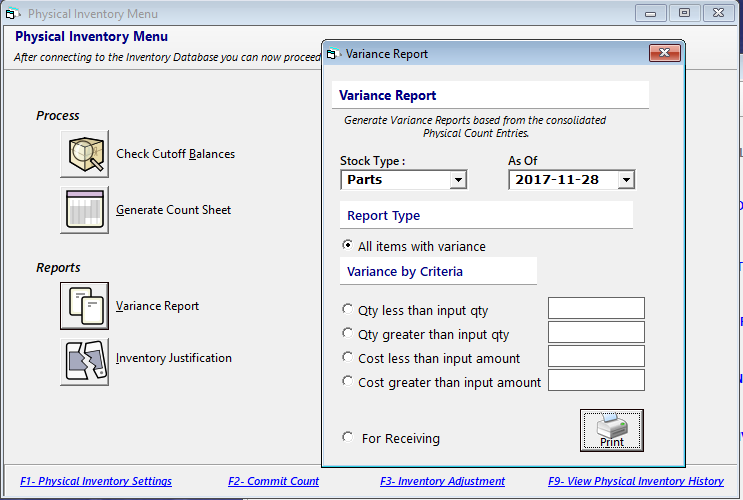 Physical Inventory Menu
Physical Inventory Menu
After connecting to the Inventory Database you can now proceed
Process
Check Cutoff Balances
Generate Count Sheet
Reports
Variance Report
Inventory Justification
Variance Report
Variance Report
Generate Variance Reports based from the consolidated
Physical Count Entries.
Stock Type : As Of
Parts 2017-11-28
Report Type
All items with variance
Variance by Criteria
Qty less than input qty
Qty greater than input qty
Cost less than input amount
Cost greater than input amount
For Receiving
Print
F1- Physical Inventory Settings F2- Commit Count F3- Inventory Adjustment F9- View Physical Inventory History